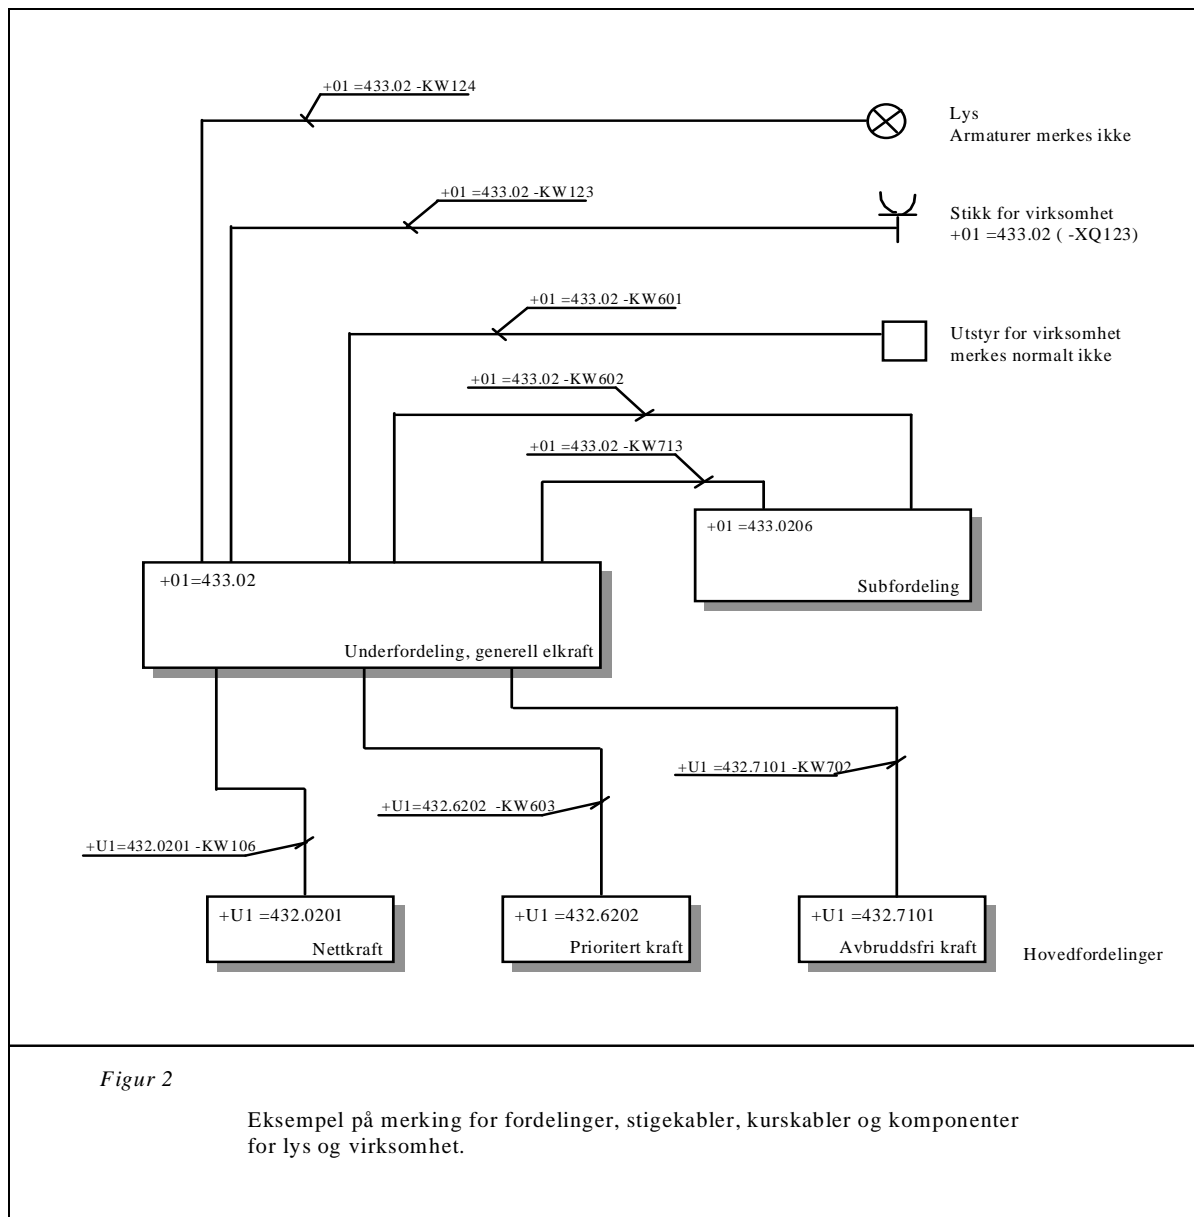 +01 =433.02 -KW124
Lys
Armaturer merkes ikke
+01 =433.02 -KW123
Stikk for virksomhet
+01 =433.02 ( -XQ123)
+01 =433.02 -KW601
Utstyr for virksomhet
merkes normalt ikke
+01 =433.02 -KW602
+01 =433.02 -KW713
+01 =433.0206
Subfordeling
+01=433.02
Underfordeling, generell elkraft
+U1 =432.7101 -KW702
+U1=432.6202 -KW603
+U1=432.0201 -KW106
+U1 =432.0201
Nettkraft
+U1 =432.6202
Prioritert kraft
+U1 =432.7101
Avbruddsfri kraft
Hovedfordelinger
Figur 2
Eksempel på merking for fordelinger, stigekabler, kurskabler og komponenter
for lys og virksomhet.